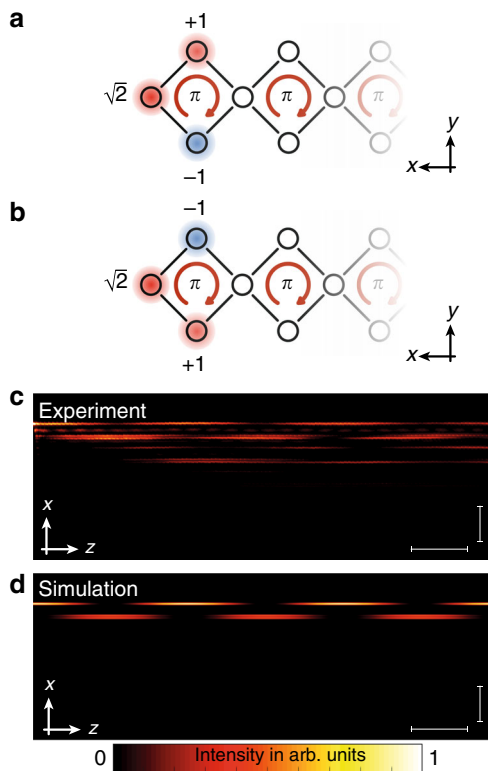 a
+1
√2
π
π
π
−1
y
x
b
−1
√2
π
π
π
+1
y
x
c
Experiment
x
z
d
Simulation
x
z
0
Intensity in arb. units
1